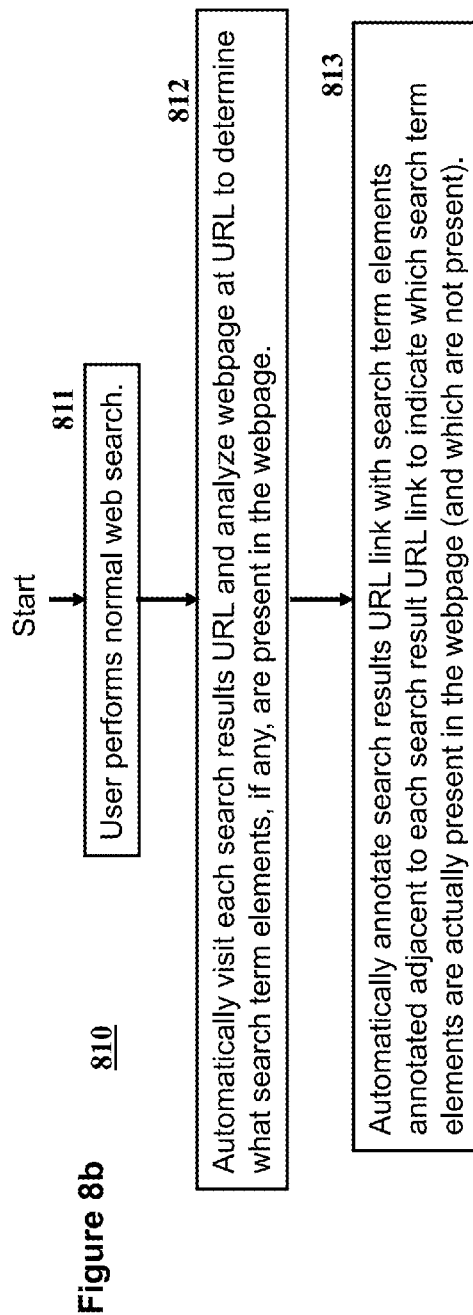 Figure 8b
810
Start
811
User performs normal web search.
812
Automatically visit each search results URL and analyze webpage at URL to determine
what search term elements, if any, are present in the webpage.
813
Automatically annotate search results URL link with search term elements
annotated adjacent to each search result URL link to indicate which search term
elements are actually present in the webpage (and which are not present).